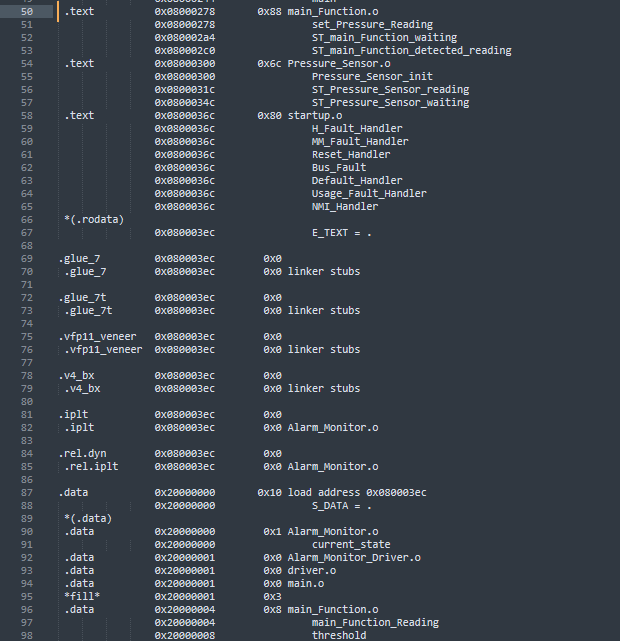 50 .text 0x08000278 0x88 main_Function.o
51 0x08000278 set_Pressure_Reading
52 0x080002a4 ST_main_Function_waiting
53 0x080002c0 ST_main_Function_detected_reading
54 .text 0x08000300 0x6c Pressure_Sensor.o
55 0x08000300 Pressure_Sensor_init
56 0x0800031c ST_Pressure_Sensor_reading
57 0x0800034c ST_Pressure_Sensor_waiting
58 .text 0x0800036c 0x80 startup.o
59 0x0800036c H_Fault_Handler
60 0x0800036c MM_Fault_Handler
61 0x0800036c Reset_Handler
62 0x0800036c Bus_Fault
63 0x0800036c Default_Handler
64 0x0800036c Usage_Fault_Handler
65 0x0800036c NMI_Handler
66 *(.rodata)
67 0x080003ec E_TEXT = .
68
69 .glue_7 0x080003ec 0x0
70 .glue_7 0x080003ec 0x0 linker stubs
71
72 .glue_7t 0x080003ec 0x0
73 .glue_7t 0x080003ec 0x0 linker stubs
74
75 .vfp11_veneer 0x080003ec 0x0
76 .vfp11_veneer 0x080003ec 0x0 linker stubs
77
78 .v4_bx 0x080003ec 0x0
79 .v4_bx 0x080003ec 0x0 linker stubs
80
81 .iplt 0x080003ec 0x0
82 .iplt 0x080003ec 0x0 Alarm_Monitor.o
83
84 .rel.dyn 0x080003ec 0x0
85 .rel.iplt 0x080003ec 0x0 Alarm_Monitor.o
86
87 .data 0x20000000 0x10 load address 0x080003ec
88 0x20000000 S_DATA = .
89 *(.data)
90 .data 0x20000000 0x1 Alarm_Monitor.o
91 0x20000000 current_state
92 .data 0x20000001 0x0 Alarm_Monitor_Driver.o
93 .data 0x20000001 0x0 driver.o
94 .data 0x20000001 0x0 main.o
95 *fill* 0x20000001 0x3
96 .data 0x20000004 0x8 main_Function.o
97 0x20000004 main_Function_Reading
98 0x20000008 threshold